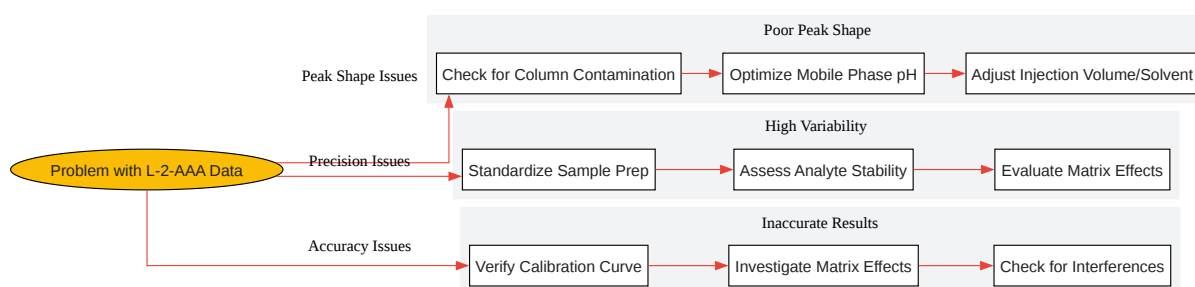 Poor Peak Shape
Peak Shape Issues
Check for Column Contamination
Optimize Mobile Phase pH
Adjust Injection Volume/Solvent
High Variability
Problem with L-2-AAA Data
Precision Issues
Standardize Sample Prep
Assess Analyte Stability
Evaluate Matrix Effects
Inaccurate Results
Accuracy Issues
Verify Calibration Curve
Investigate Matrix Effects
Check for Interferences